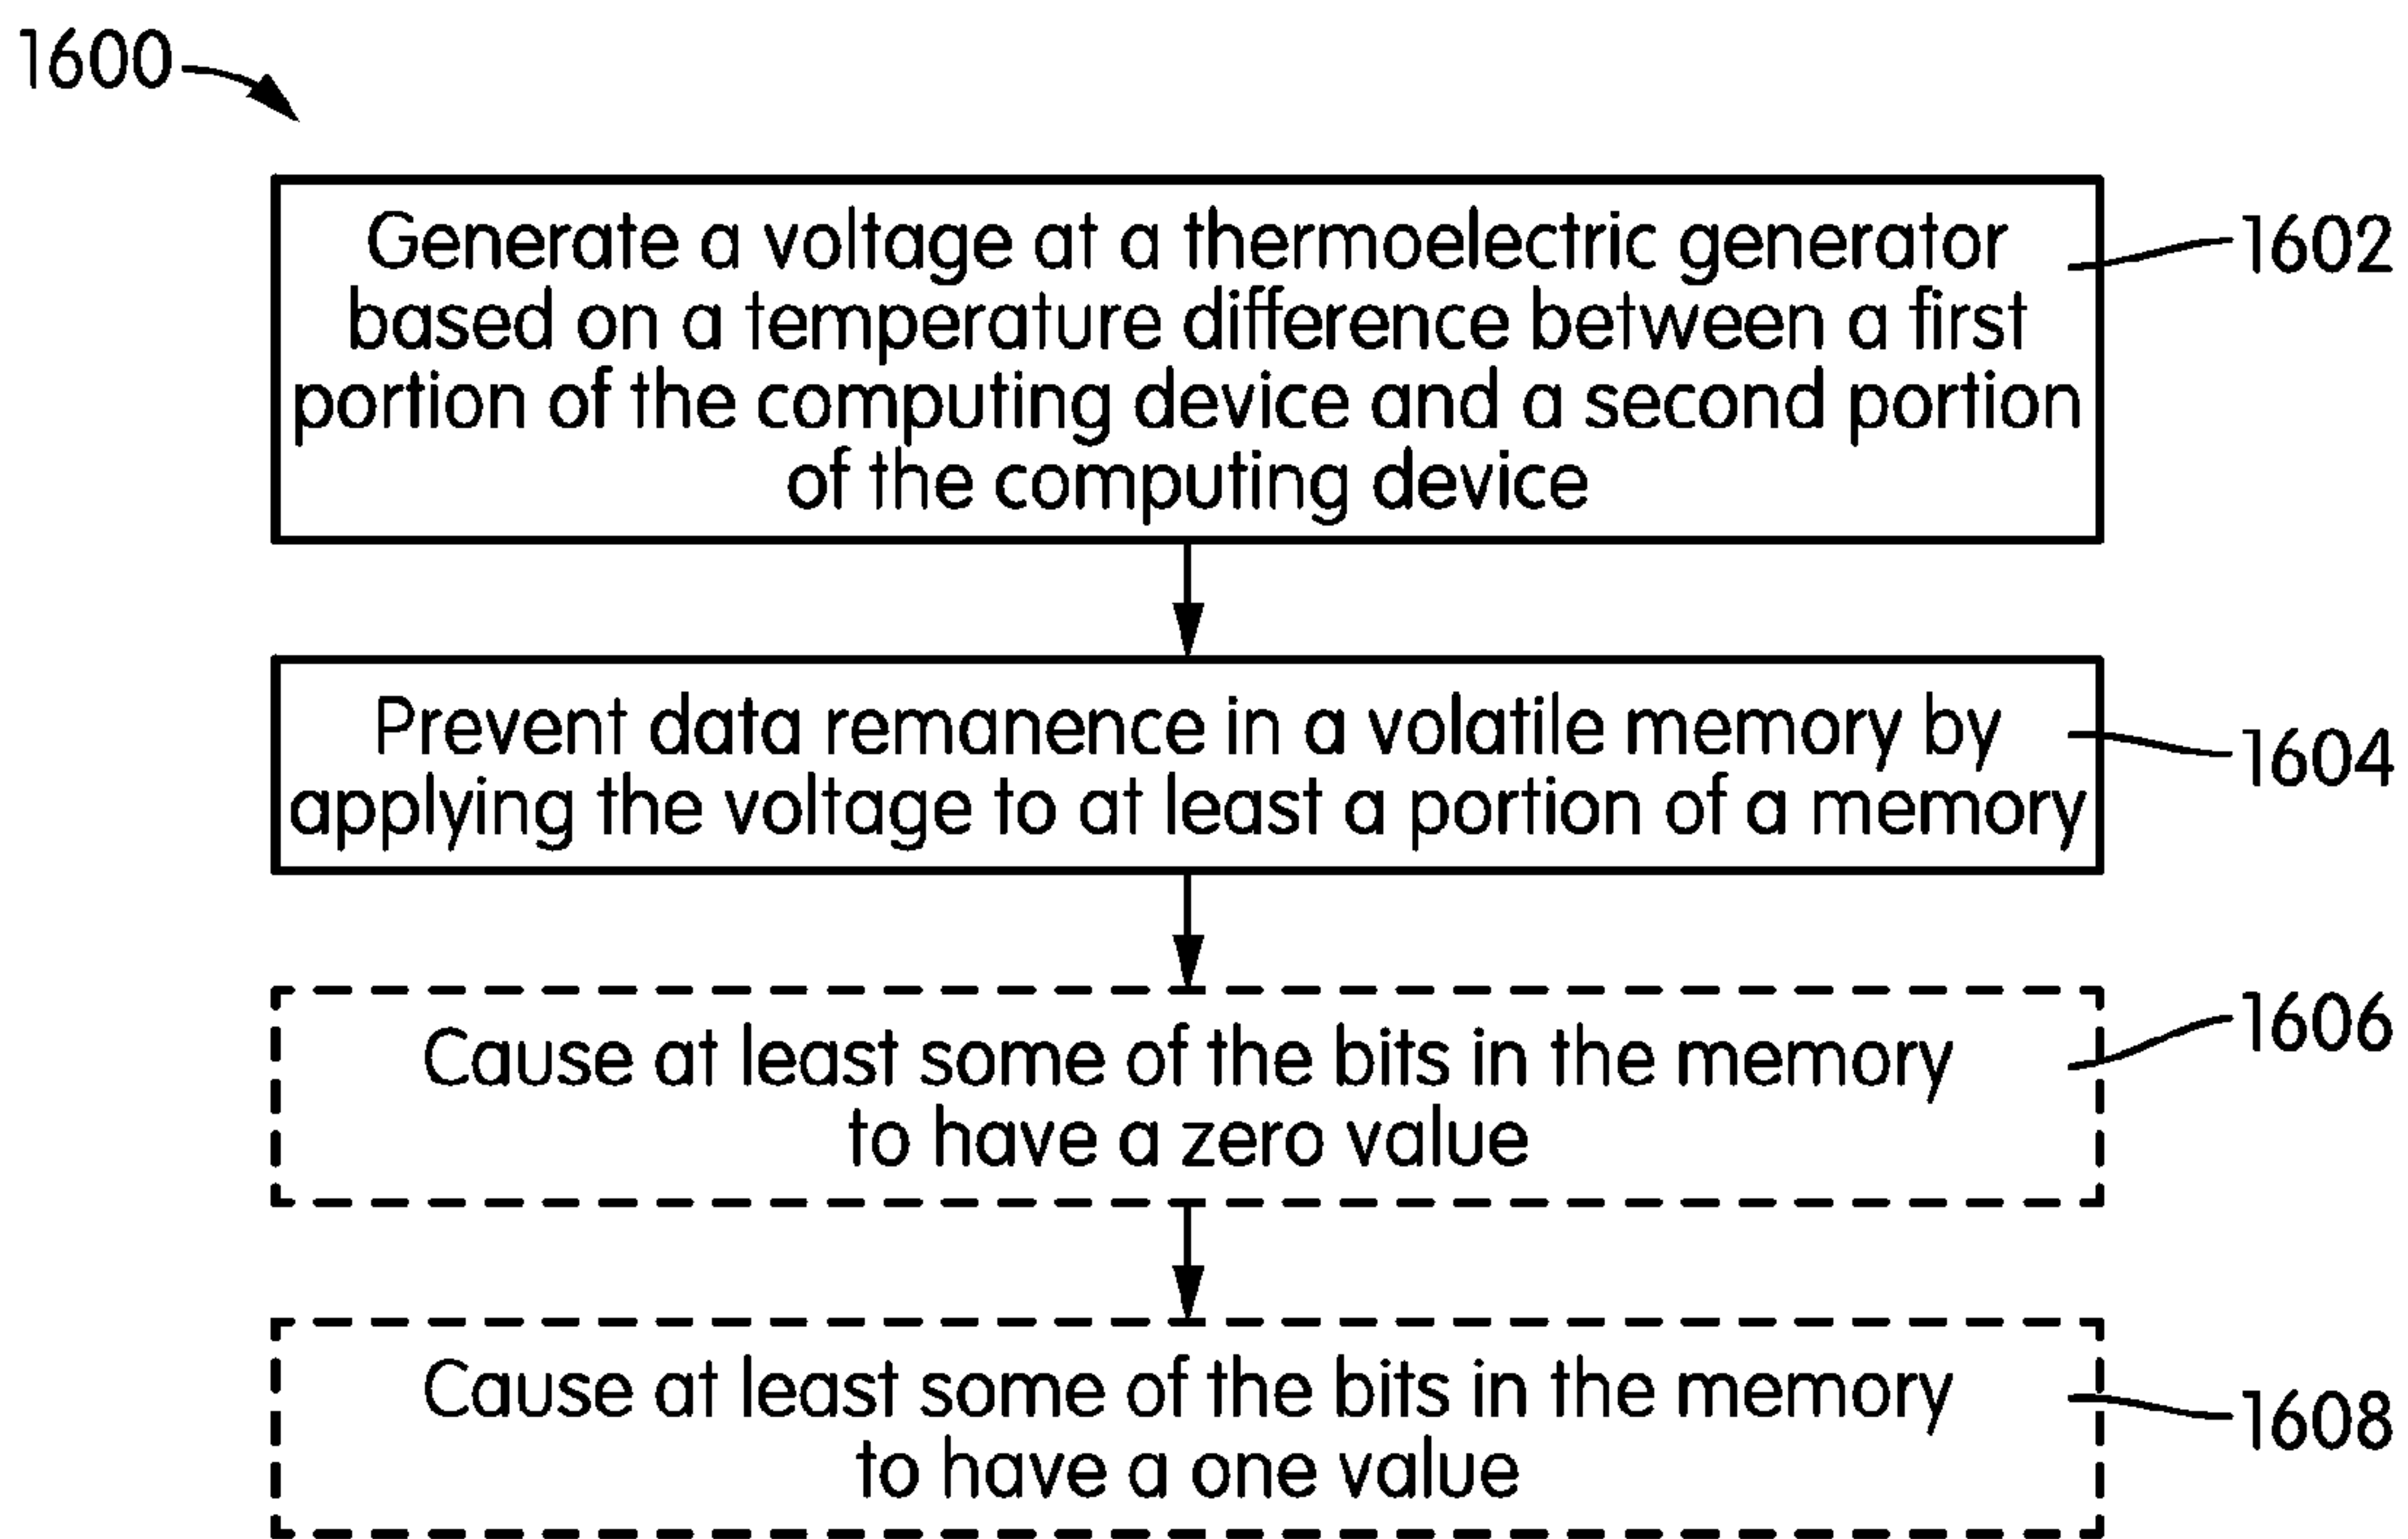 1600
Generate a voltage at a thermoelectric generator
based on a temperature difference between a first
portion of the computing device and a second portion
of the computing device
1602
Prevent data remanence in a volatile memory by
applying the voltage to at least a portion of a memory
1604
Cause at least some of the bits in the memory
to have a zero value
1606
Cause at least some of the bits in the memory
to have a one value
1608